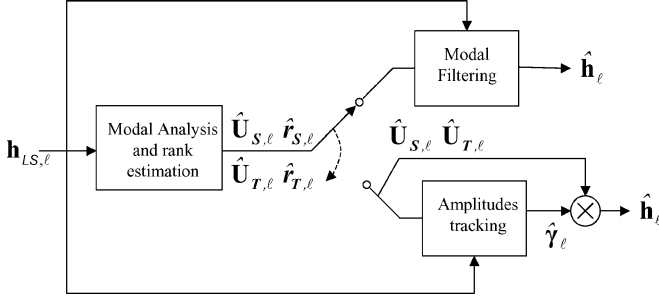 Modal
Filtering
ĥ_ℓ
h_LS,ℓ
Modal Analysis
and rank
estimation
Û_S,ℓ r̂_S,ℓ
Û_T,ℓ r̂_T,ℓ
Û_S,ℓ Û_T,ℓ
Amplitudes
tracking
γ̂_ℓ
ĥ_ℓ